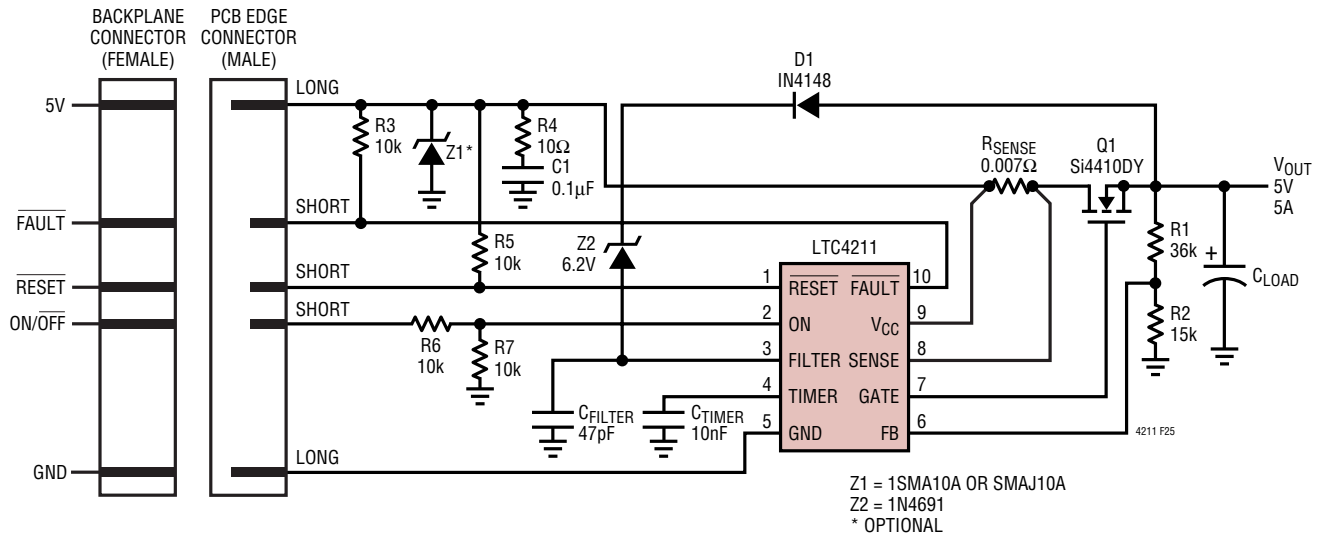 BACKPLANE
CONNECTOR
(FEMALE)
PCB EDGE
CONNECTOR
(MALE)
5V
FAULT
RESET
ON/OFF
GND
LONG
SHORT
SHORT
SHORT
LONG
R3
10k
Z1*
R4
10Ω
C1
0.1µF
R5
10k
R6
10k
R7
10k
Z2
6.2V
D1
IN4148
RSENSE
0.007Ω
Q1
Si4410DY
VOUT
5V
5A
R1
36k
R2
15k
+
CLOAD
LTC4211
1
RESET
FAULT
10
2
ON
VCC
9
3
FILTER
SENSE
8
4
TIMER
GATE
7
5
GND
FB
6
CFILTER
47pF
CTIMER
10nF
4211 F25
Z1 = 1SMA10A OR SMAJ10A
Z2 = 1N4691
* OPTIONAL